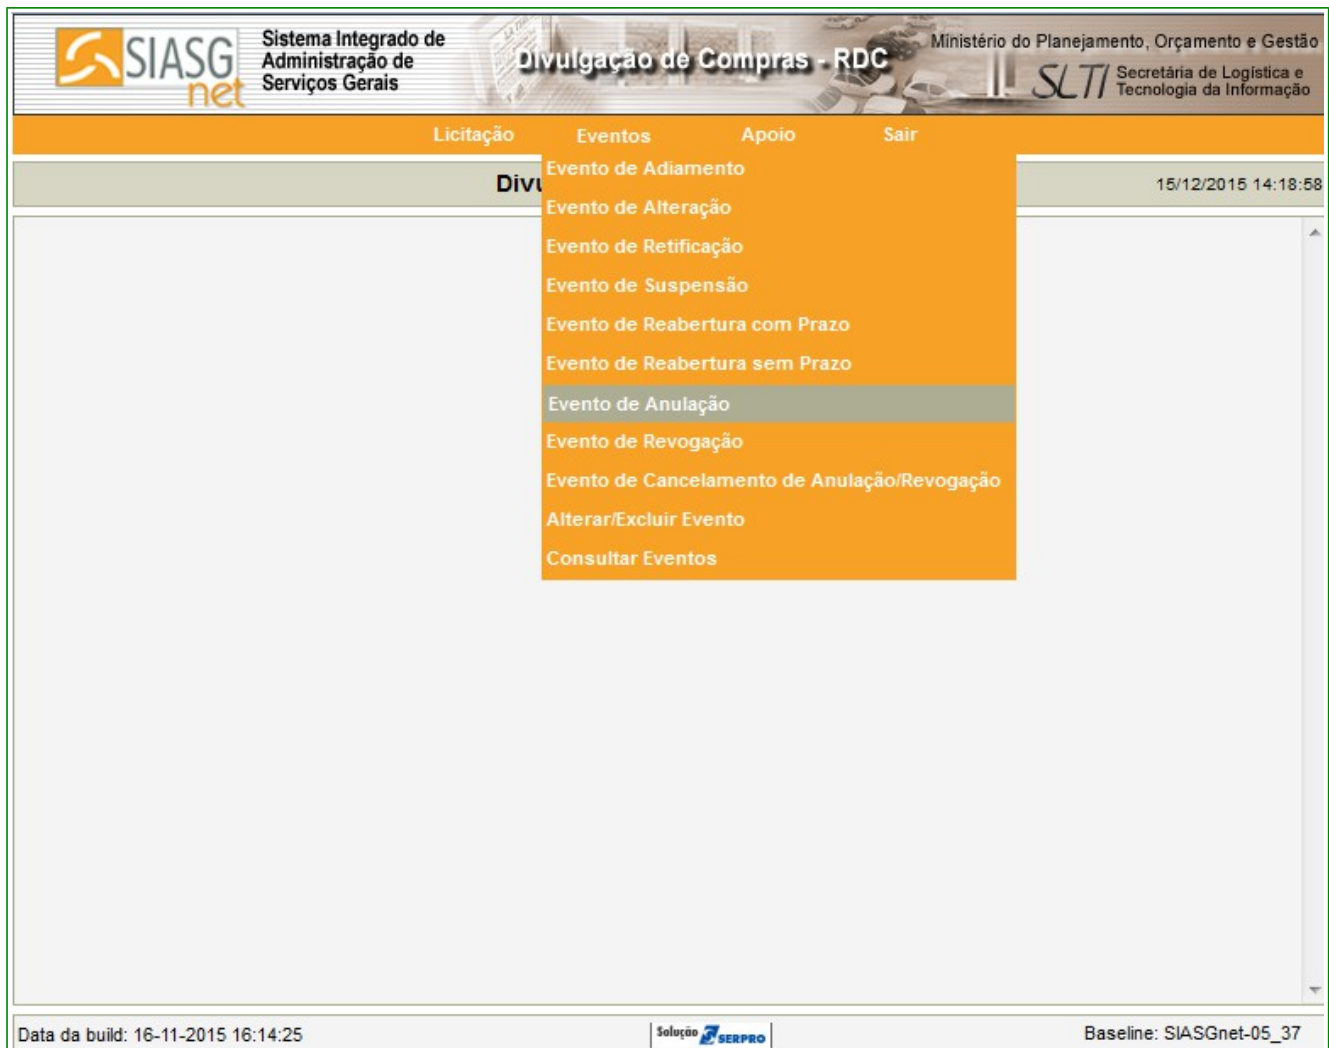 SIASG
net
Sistema Integrado de
Administração de
Serviços Gerais
Divulgação de Compras - RDC
Ministério do Planejamento, Orçamento e Gestão
SLTI
Secretária de Logística e
Tecnologia da Informação
Licitação Eventos Apoio Sair
Divu
15/12/2015 14:18:58
Evento de Adiamento
Evento de Alteração
Evento de Retificação
Evento de Suspensão
Evento de Reabertura com Prazo
Evento de Reabertura sem Prazo
Evento de Anulação
Evento de Revogação
Evento de Cancelamento de Anulação/Revogação
Alterar/Excluir Evento
Consultar Eventos
Data da build: 16-11-2015 16:14:25
Solução SERPRO
Baseline: SIASGnet-05_37